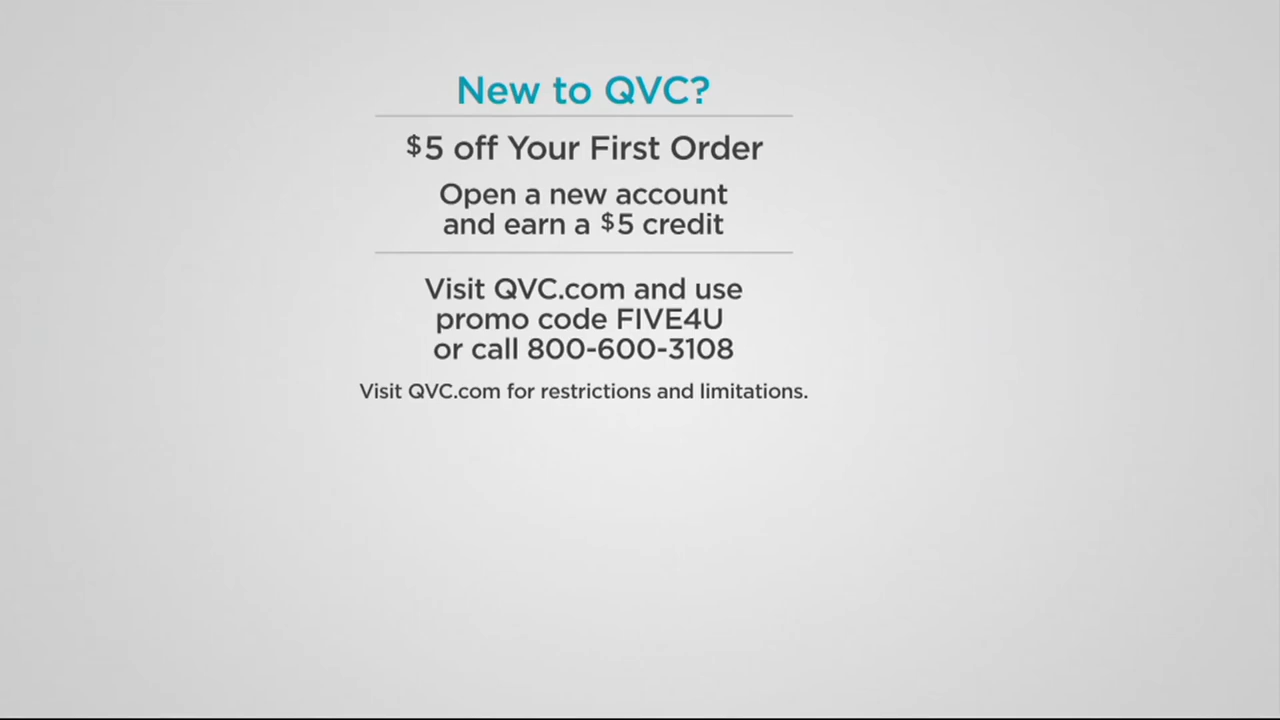 New to QVC?
$5 off Your First Order
Open a new account
and earn a $5 credit
Visit QVC.com and use
promo code FIVE4U
or call 800-600-3108
Visit QVC.com for restrictions and limitations.